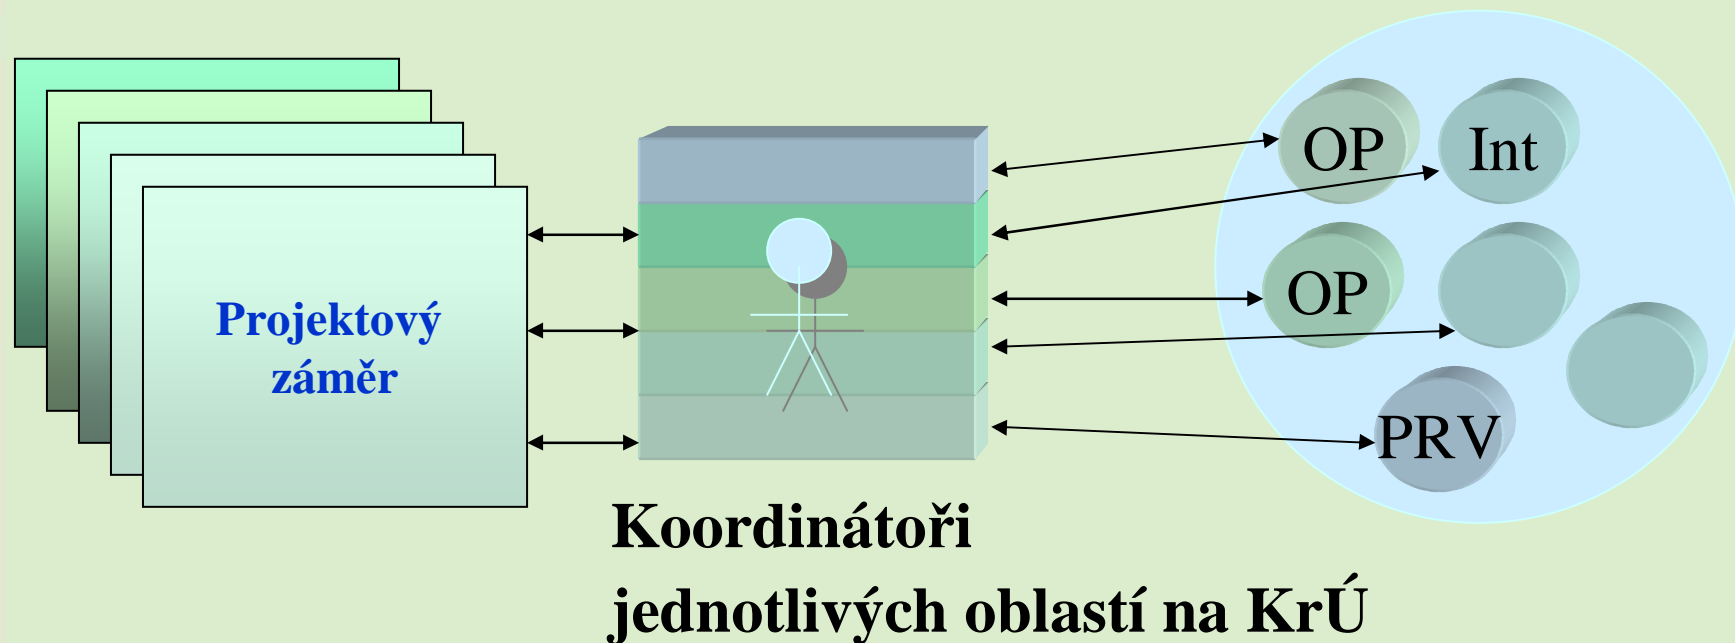 Projektový
záměr
OP
Int
OP
PRV
Koordinátoři
jednotlivých oblastí na KrÚ